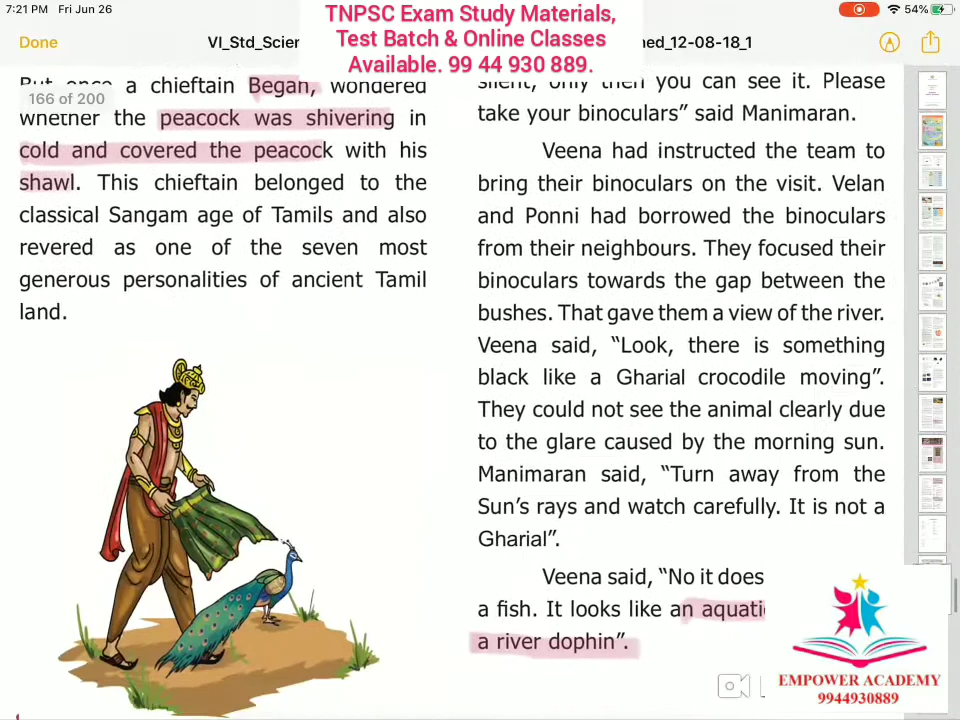 7:21 PM Fri Jun 26
54%
TNPSC Exam Study Materials,
Test Batch & Online Classes
Available. 99 44 930 889.
Done
VI_Std_Scien
ned_12-08-18_1
166 of 200
But once a chieftain Began, wondered
whether the peacock was shivering in
cold and covered the peacock with his
shawl. This chieftain belonged to the
classical Sangam age of Tamils and also
revered as one of the seven most
generous personalities of ancient Tamil
land.
silent, only then you can see it. Please
take your binoculars” said Manimaran.
Veena had instructed the team to
bring their binoculars on the visit. Velan
and Ponni had borrowed the binoculars
from their neighbours. They focused their
binoculars towards the gap between the
bushes. That gave them a view of the river.
Veena said, “Look, there is something
black like a Gharial crocodile moving”.
They could not see the animal clearly due
to the glare caused by the morning sun.
Manimaran said, “Turn away from the
Sun’s rays and watch carefully. It is not a
Gharial”.
Veena said, “No it does
a fish. It looks like an aquati
a river dophin”.
EMPOWER ACADEMY
9944930889